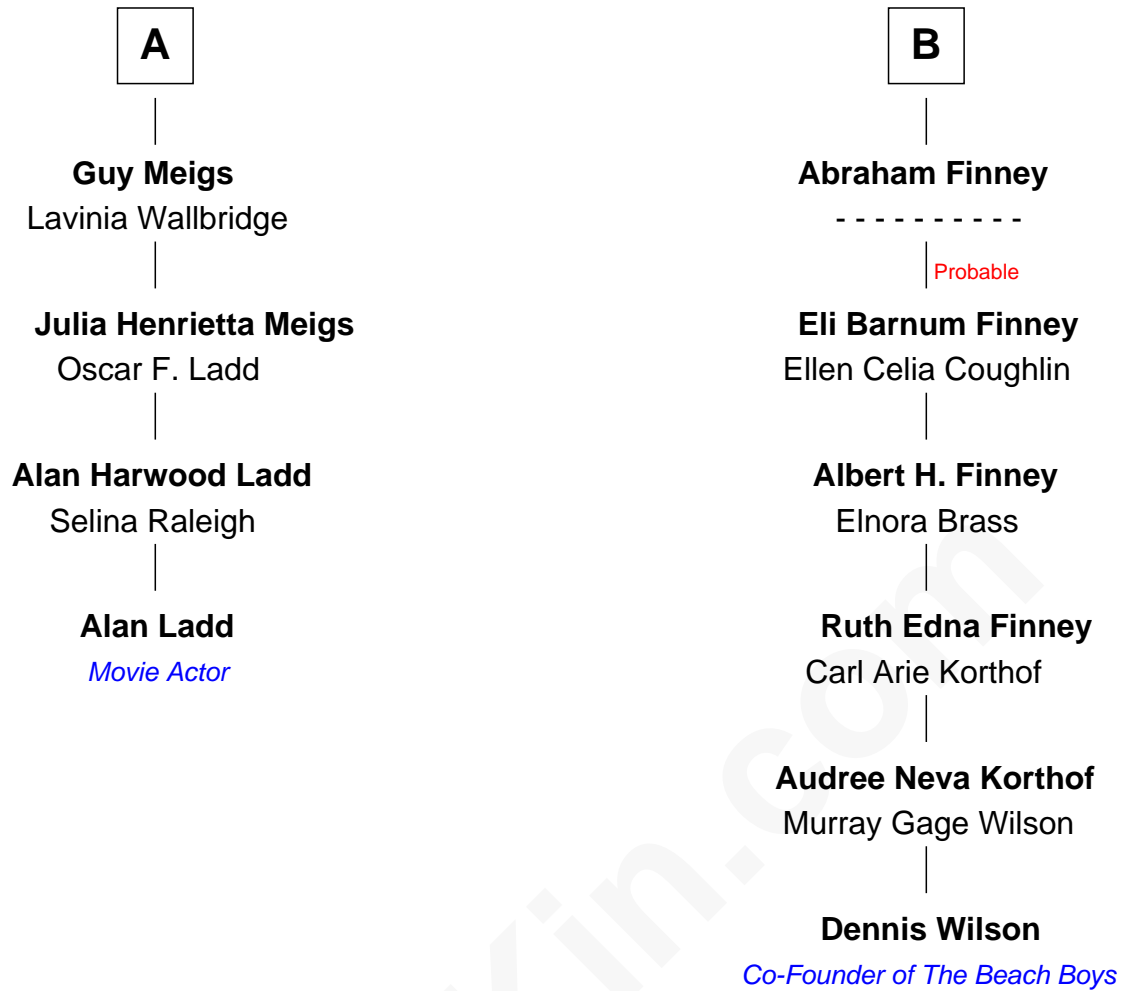 A
Guy Meigs
Lavinia Wallbridge
Julia Henrietta Meigs
Oscar F. Ladd
Alan Harwood Ladd
Selina Raleigh
Alan Ladd
Movie Actor
B
Abraham Finney
- - - - - - - - - -
Probable
Eli Barnum Finney
Ellen Celia Coughlin
Albert H. Finney
Elnora Brass
Ruth Edna Finney
Carl Arie Korthof
Audree Neva Korthof
Murray Gage Wilson
Dennis Wilson
Co-Founder of The Beach Boys
Kin.com